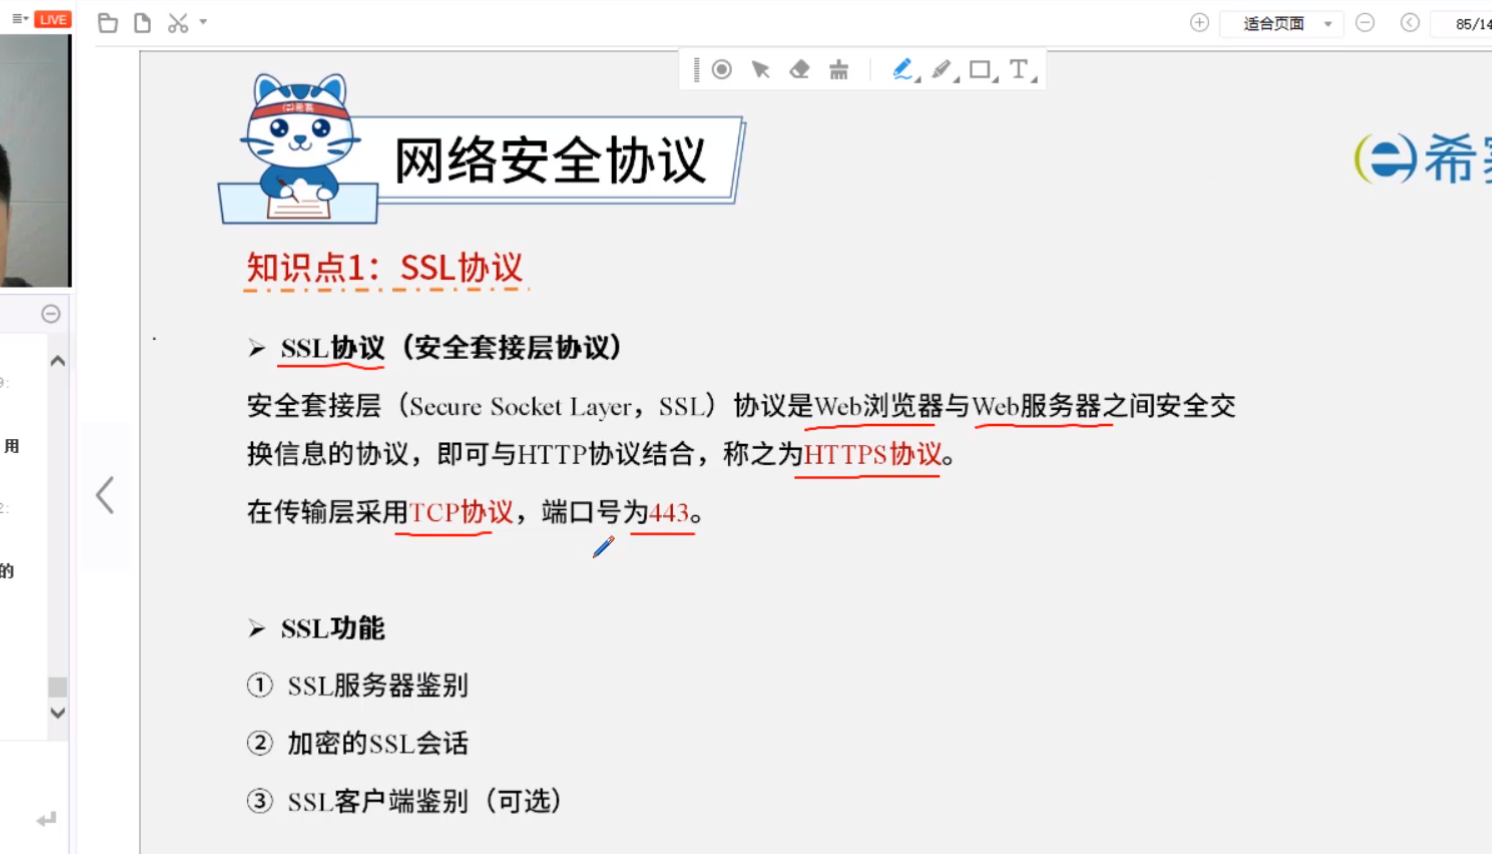 LIVE
适合页面
85/14
希赛
网络安全协议
希
知识点1：SSL协议
➢ SSL协议（安全套接层协议）
安全套接层（Secure Socket Layer，SSL）协议是Web浏览器与Web服务器之间安全交
换信息的协议，即可与HTTP协议结合，称之为HTTPS协议。
在传输层采用TCP协议，端口号为443。
➢ SSL功能
① SSL服务器鉴别
② 加密的SSL会话
③ SSL客户端鉴别（可选）
9:
用
2:
的